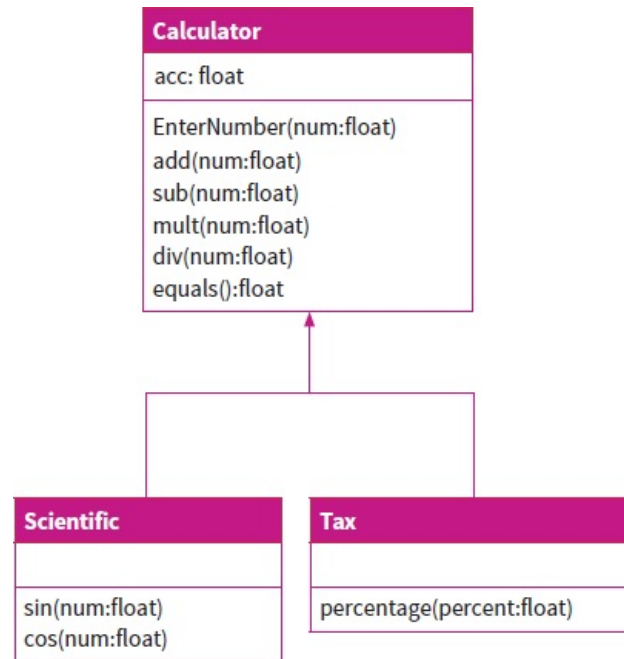 Calculator
acc: float
EnterNumber(num:float)
add(num:float)
sub(num:float)
mult(num:float)
div(num:float)
equals():float
Scientific
sin(num:float)
cos(num:float)
Tax
percentage(percent:float)